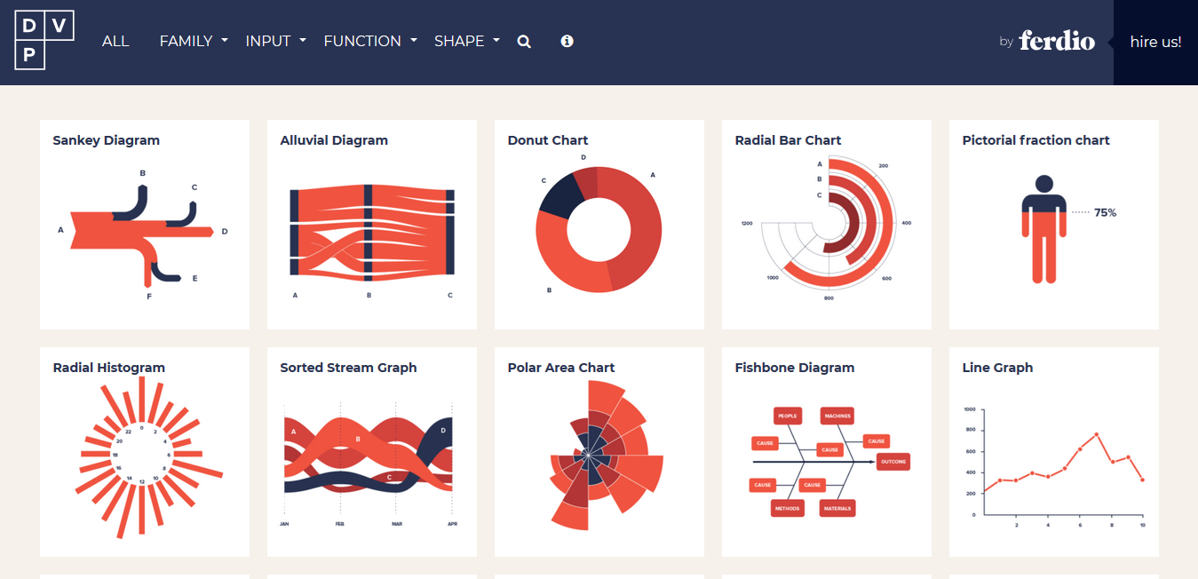 D V
P
ALL FAMILY INPUT FUNCTION SHAPE
by ferdio
hire us!
Sankey Diagram
A
B
C
D
E
F
Alluvial Diagram
A B C
Donut Chart
D
C
A
B
Radial Bar Chart
A
B
C
200
400
600
800
1000
1200
Pictorial fraction chart
75%
Radial Histogram
0
2
4
6
8
10
12
14
16
18
20
22
Sorted Stream Graph
A
B
C
D
JAN FEB MAR APR
Polar Area Chart
Fishbone Diagram
PEOPLE MACHINES
CAUSE CAUSE CAUSE
OUTCOME
CAUSE CAUSE
METHODS MATERIALS
Line Graph
1000
800
600
400
200
0
2 4 6 8 10